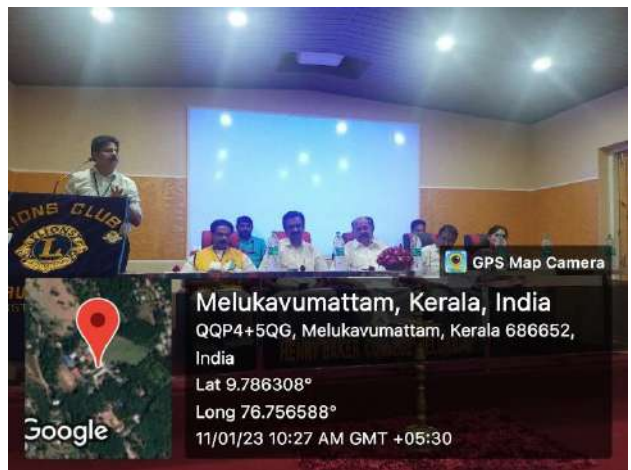 IONS CLUB
LIONS
L
GPS Map Camera
Melukavumattam, Kerala, India
QQP4+5QG, Melukavumattam, Kerala 686652,
India
Lat 9.786308°
Long 76.756588°
11/01/23 10:27 AM GMT +05:30
Google